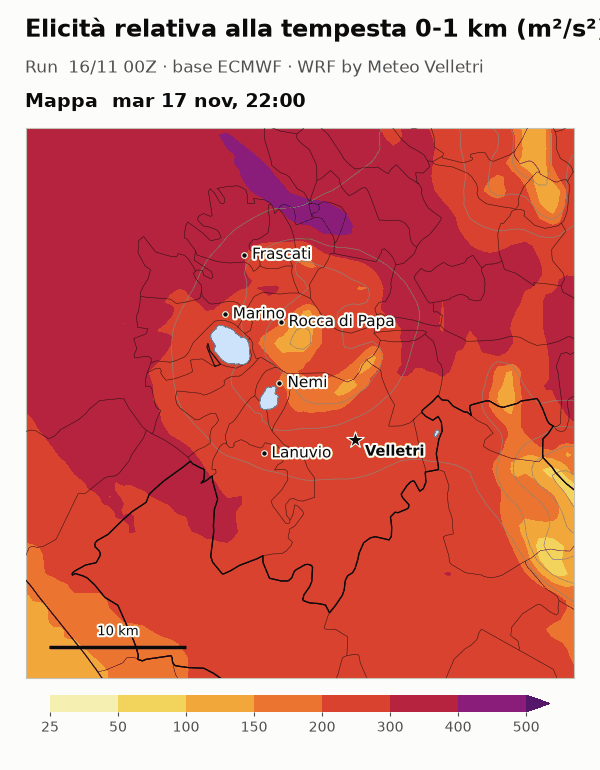 Elicità relativa alla tempesta 0-1 km (m²/s²)
Run  16/11 00Z · base ECMWF · WRF by Meteo Velletri
Mappa  mar 17 nov, 22:00
Frascati
Marino
Rocca di Papa
Nemi
Lanuvio
Velletri
10 km
25 50 100 150 200 300 400 500